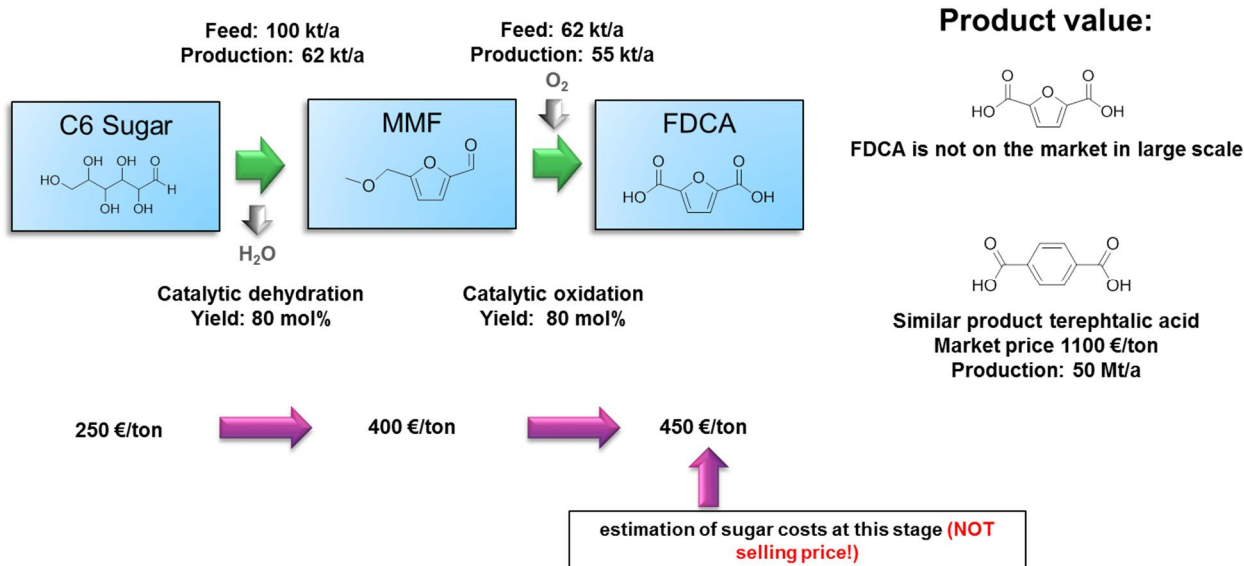 Feed: 100 kt/a
Production: 62 kt/a
Feed: 62 kt/a
Production: 55 kt/a
O₂
C6 Sugar
OH
OH
O
HO
H
OH
OH
H₂O
MMF
O
O
O
FDCA
O
O
O
HO
OH
Catalytic dehydration
Yield: 80 mol%
Catalytic oxidation
Yield: 80 mol%
250 €/ton
400 €/ton
450 €/ton
estimation of sugar costs at this stage (NOT
selling price!)
Product value:
O
O
O
HO
OH
FDCA is not on the market in large scale
O
O
HO
OH
Similar product terephtalic acid
Market price 1100 €/ton
Production: 50 Mt/a